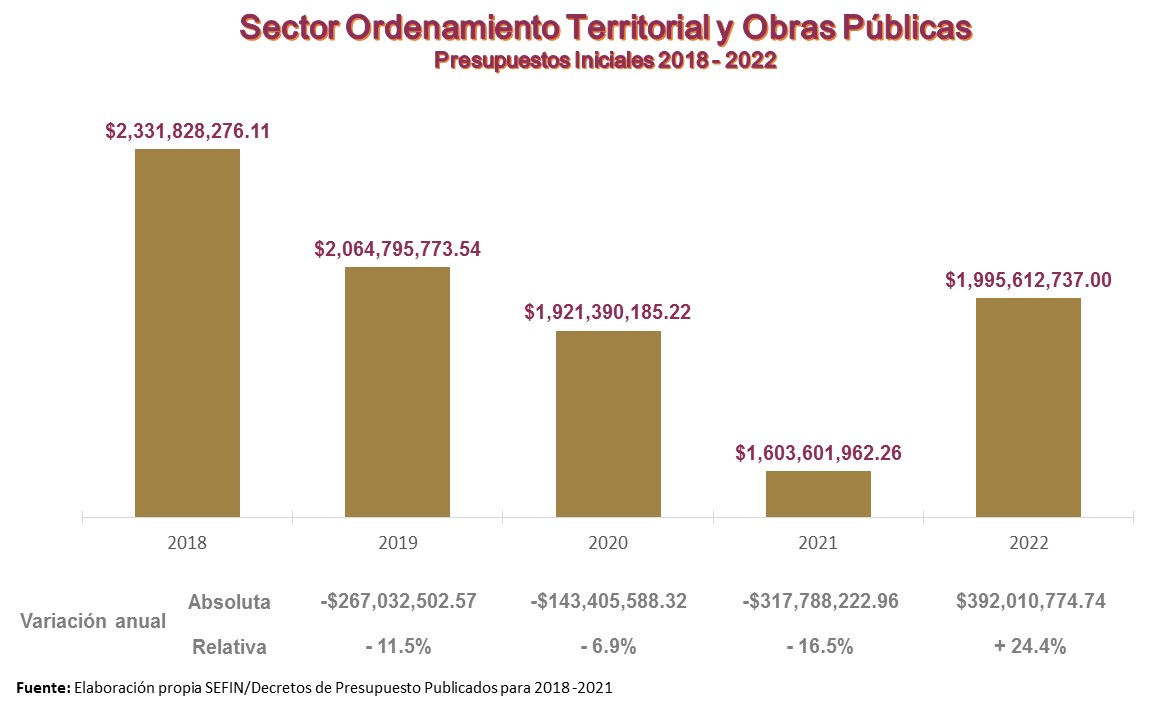 Sector Ordenamiento Territorial y Obras Públicas
Presupuestos Iniciales 2018 - 2022
$2,331,828,276.11
$2,064,795,773.54
$1,921,390,185.22
$1,603,601,962.26
$1,995,612,737.00
2018 2019 2020 2021 2022
Variación anual
Absoluta -$267,032,502.57 -$143,405,588.32 -$317,788,222.96 $392,010,774.74
Relativa - 11.5% - 6.9% - 16.5% + 24.4%
Fuente: Elaboración propia SEFIN/Decretos de Presupuesto Publicados para 2018 -2021